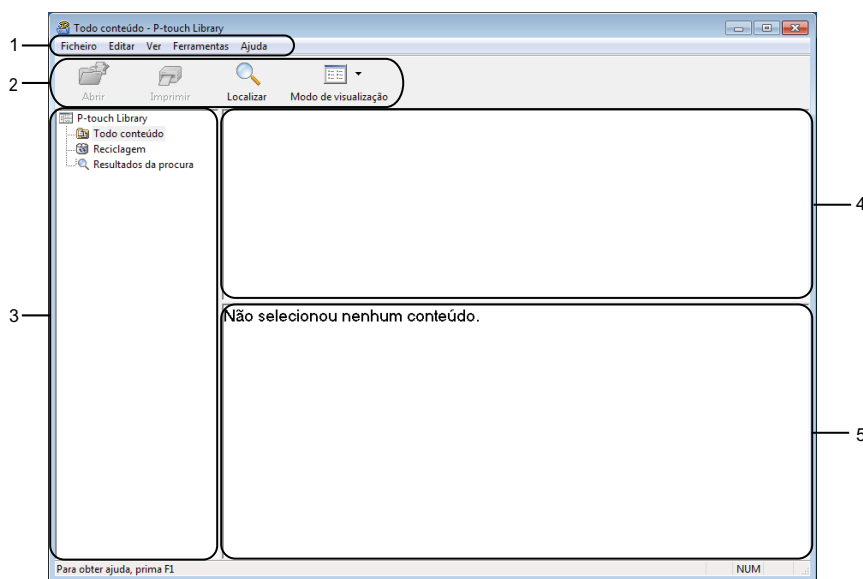 Todo conteúdo - P-touch Library
1
Ficheiro Editar Ver Ferramentas Ajuda
2
Abrir Imprimir Localizar Modo de visualização
P-touch Library
Todo conteúdo
Reciclagem
Resultados da procura
4
3
Não selecionou nenhum conteúdo.
5
Para obter ajuda, prima F1 NUM